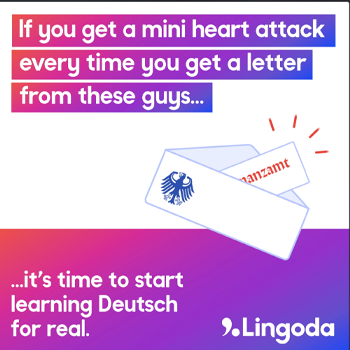 If you get a mini heart attack
every time you get a letter
from these guys...
nanzamt
...it's time to start
learning Deutsch
for real.
Lingoda